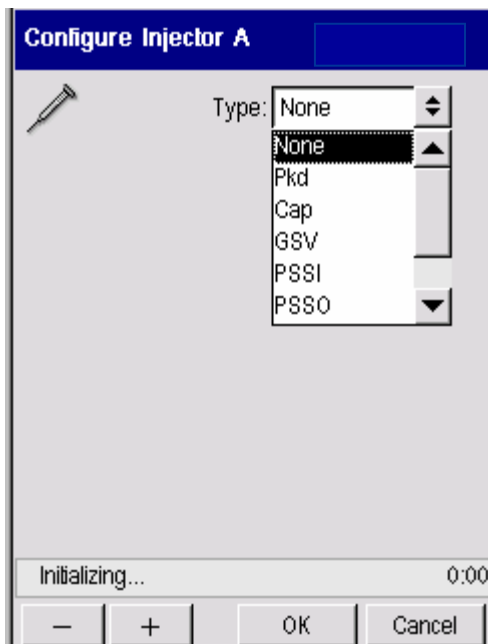 Configure Injector A
Type: None
None
Pkd
Cap
GSV
PSSI
PSSO
Initializing... 0:00
− + OK Cancel